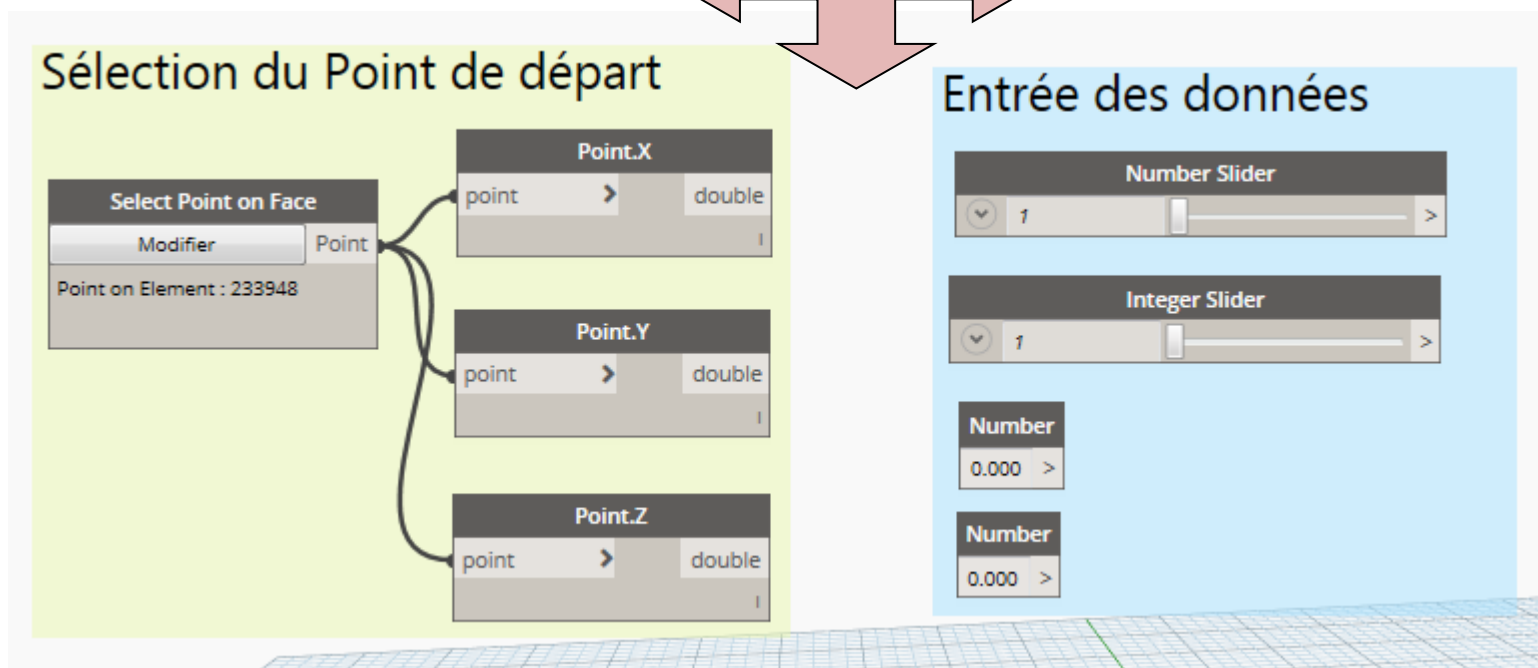 Sélection du Point de départ
Select Point on Face
Modifier
Point
Point on Element : 233948
Point.X
point
>
double
l
Point.Y
point
>
double
l
Point.Z
point
>
double
l
Entrée des données
Number Slider
1
>
Integer Slider
1
>
Number
0.000 >
Number
0.000 >